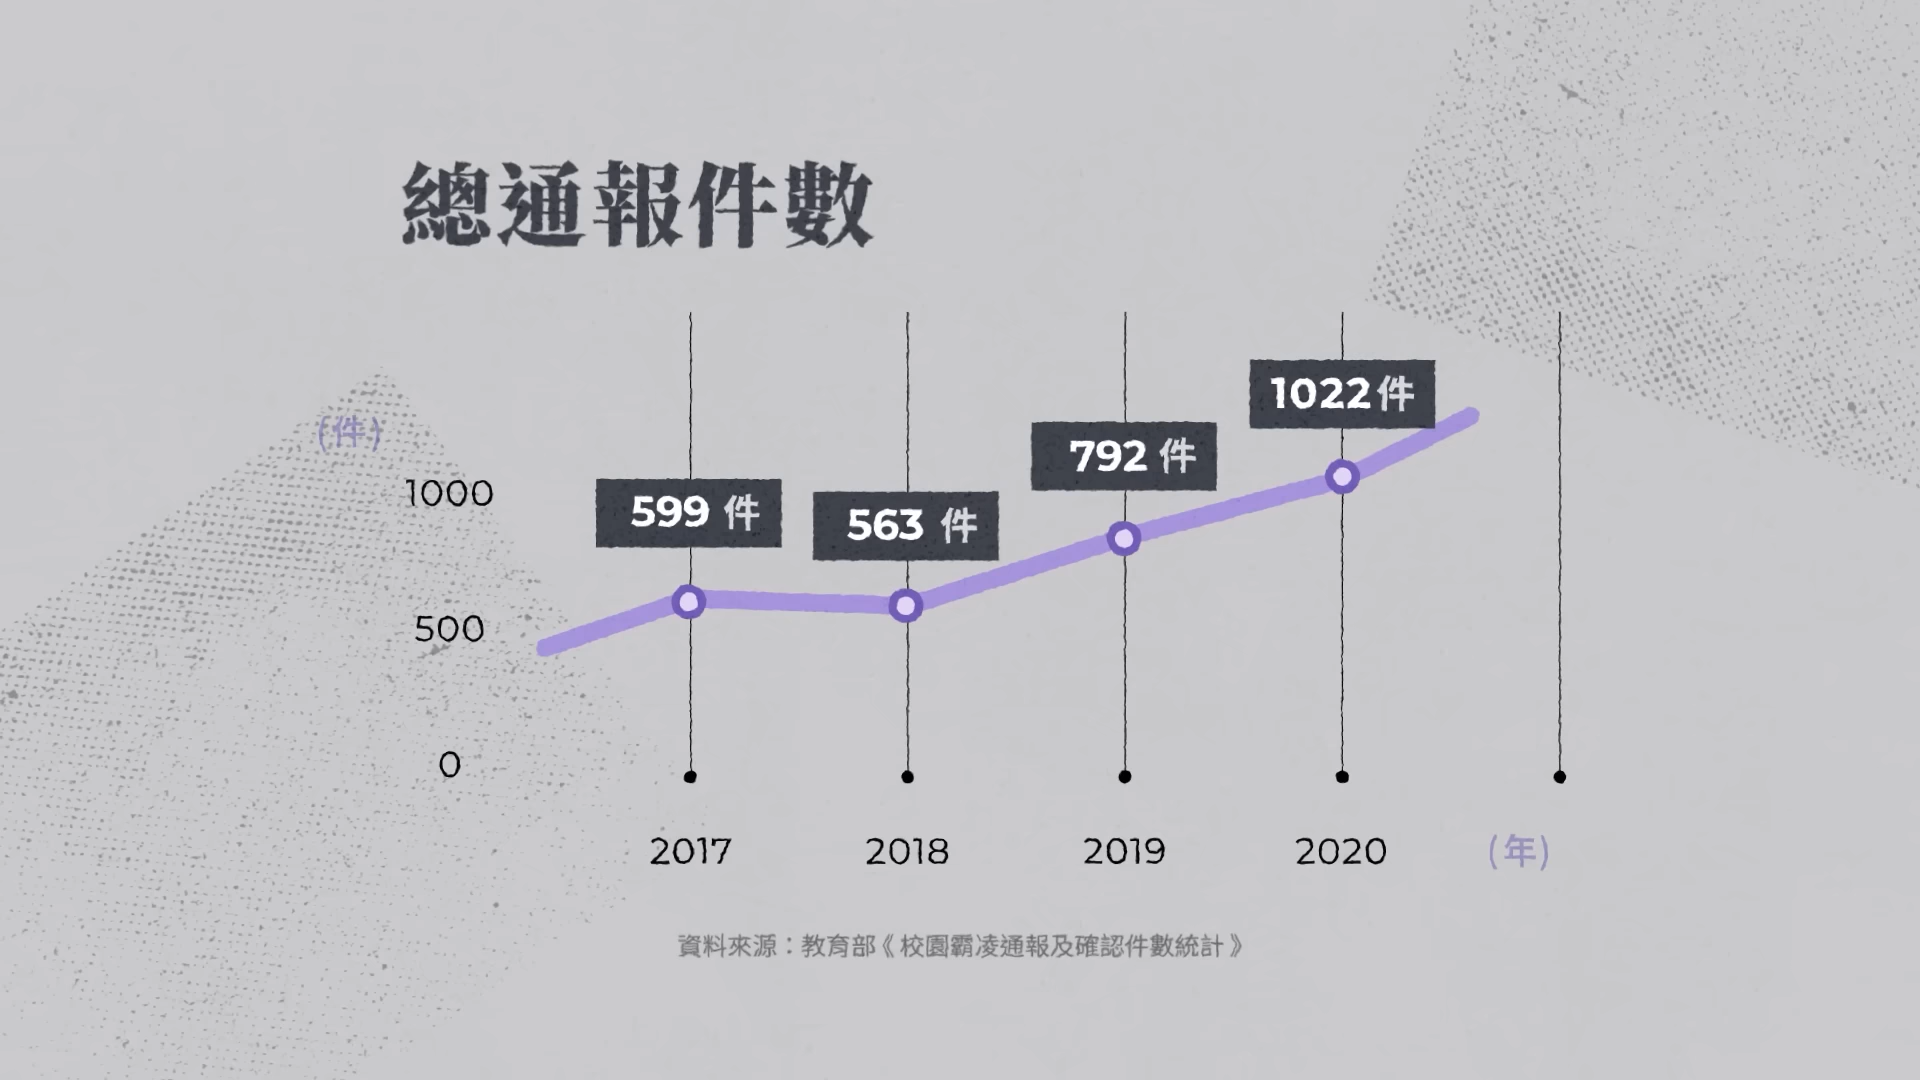 總通報件數
(件)
1000
500
0
599 件
563 件
792 件
1022件
2017
2018
2019
2020
(年)
資料來源：教育部《校園霸凌通報及確認件數統計》